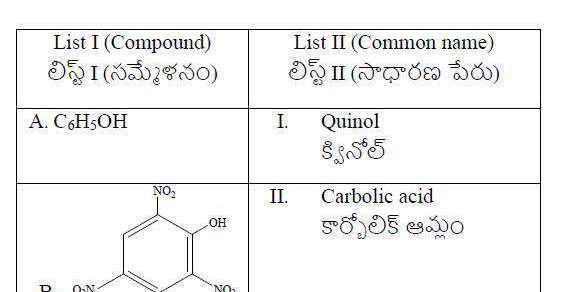 List I (Compound)
లిస్ట్ I (సమ్మేళనం)
List II (Common name)
లిస్ట్ II (సాధారణ పేరు)
A. C₆H₅OH
I. Quinol
క్వినోల్
II. Carbolic acid
కార్బోలిక్ ఆమ్లం
NO₂
OH
B. O₂N NO₂